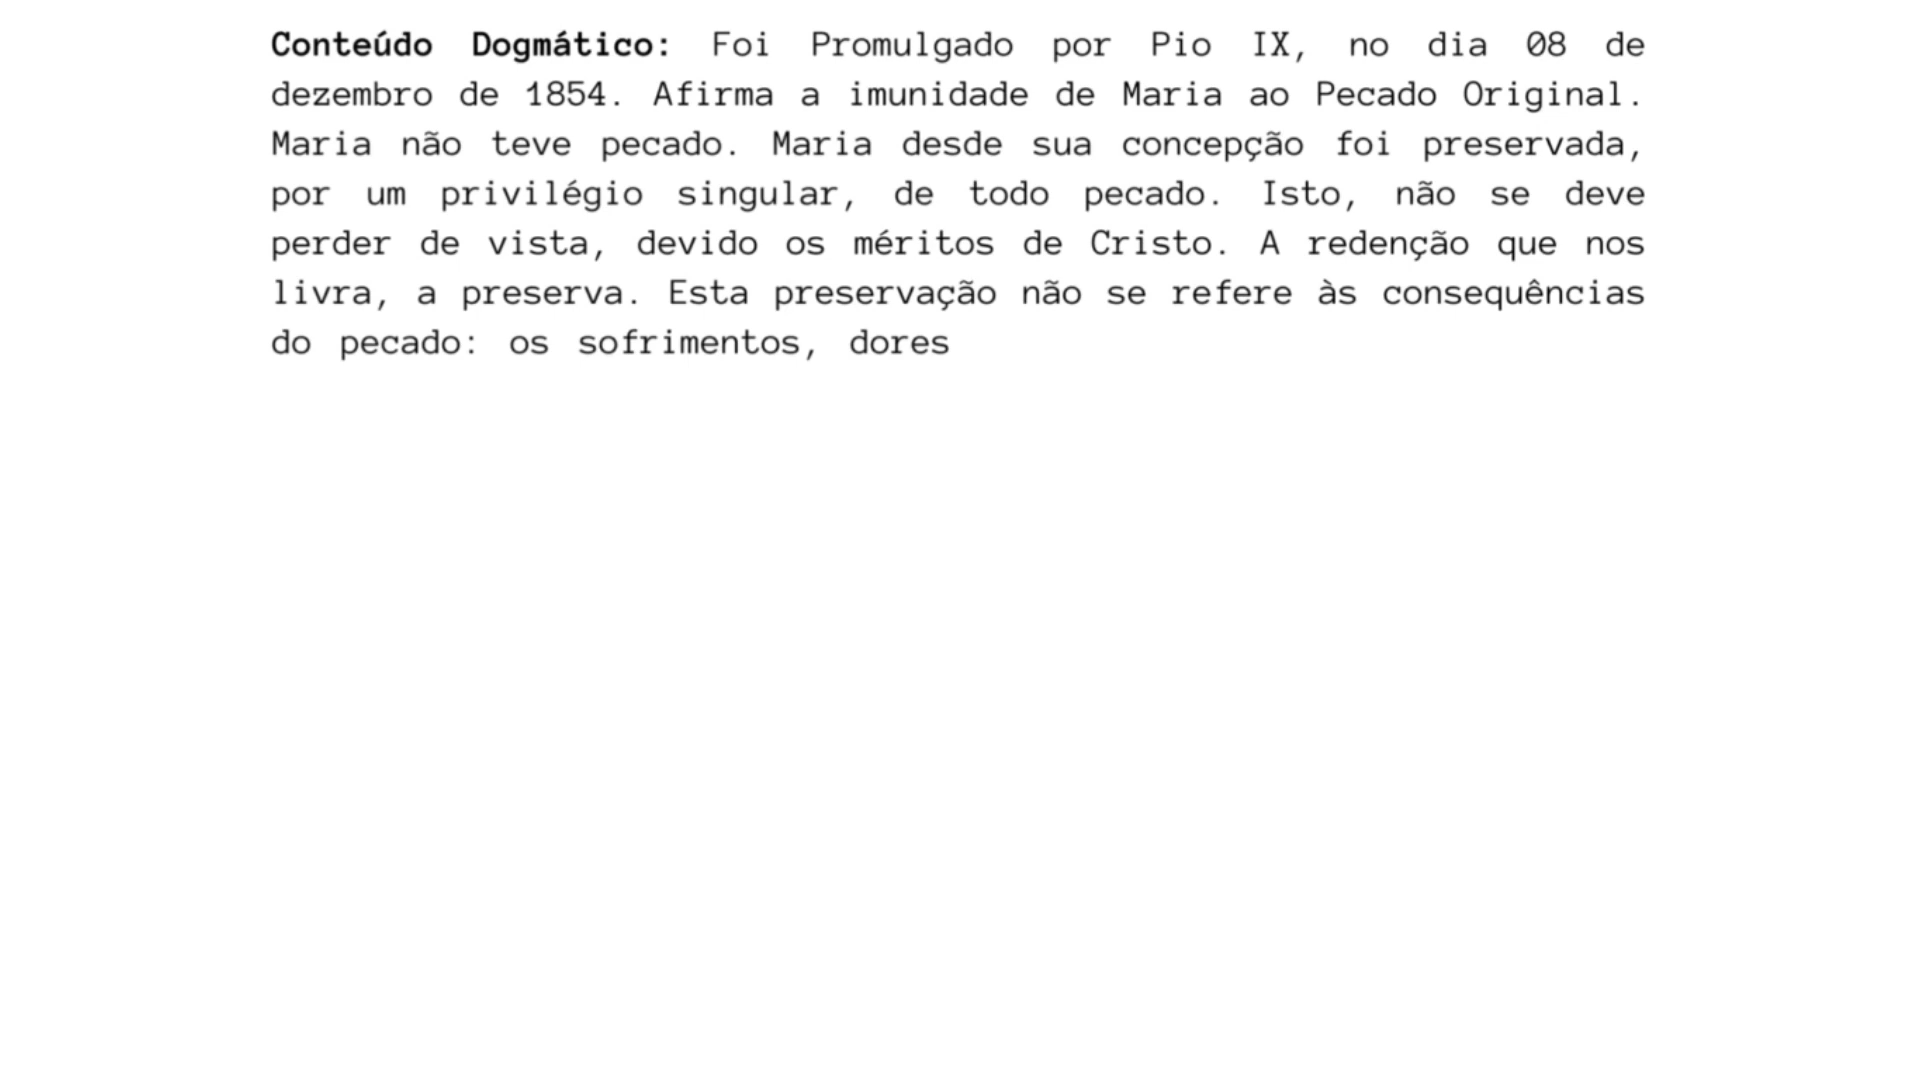 Conteúdo Dogmático: Foi Promulgado por Pio IX, no dia 08 de
dezembro de 1854. Afirma a imunidade de Maria ao Pecado Original.
Maria não teve pecado. Maria desde sua concepção foi preservada,
por um privilégio singular, de todo pecado. Isto, não se deve
perder de vista, devido os méritos de Cristo. A redenção que nos
livra, a preserva. Esta preservação não se refere às consequências
do pecado: os sofrimentos, dores